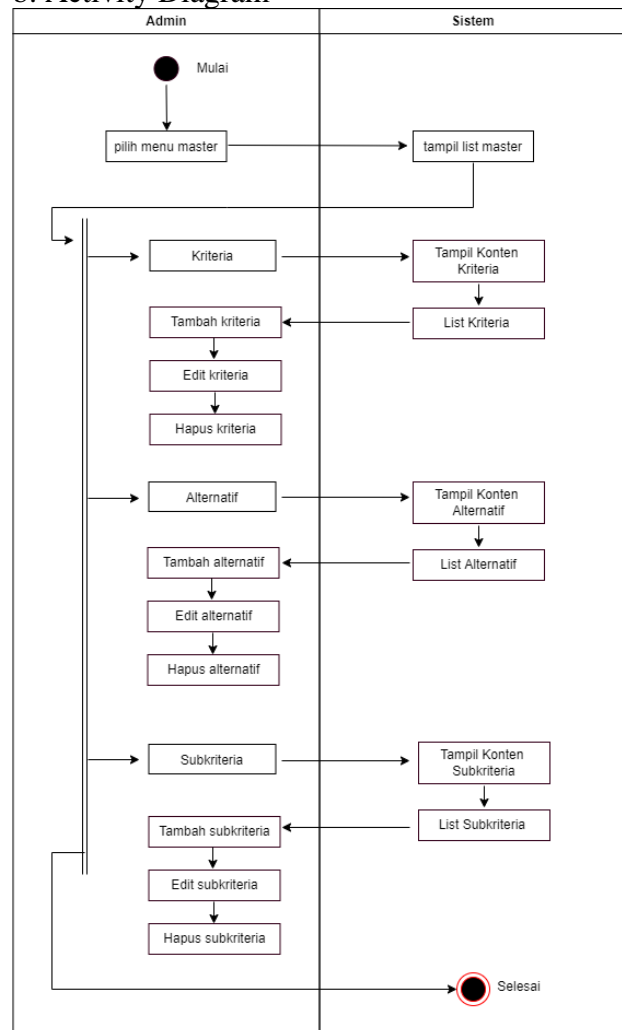 b. Activity Diagram
Admin
Sistem
Mulai
pilih menu master
tampil list master
Kriteria
Tampil Konten
Kriteria
Tambah kriteria
List Kriteria
Edit kriteria
Hapus kriteria
Alternatif
Tampil Konten
Alternatif
Tambah alternatif
List Alternatif
Edit alternatif
Hapus alternatif
Subkriteria
Tampil Konten
Subkriteria
Tambah subkriteria
List Subkriteria
Edit subkriteria
Hapus subkriteria
Selesai